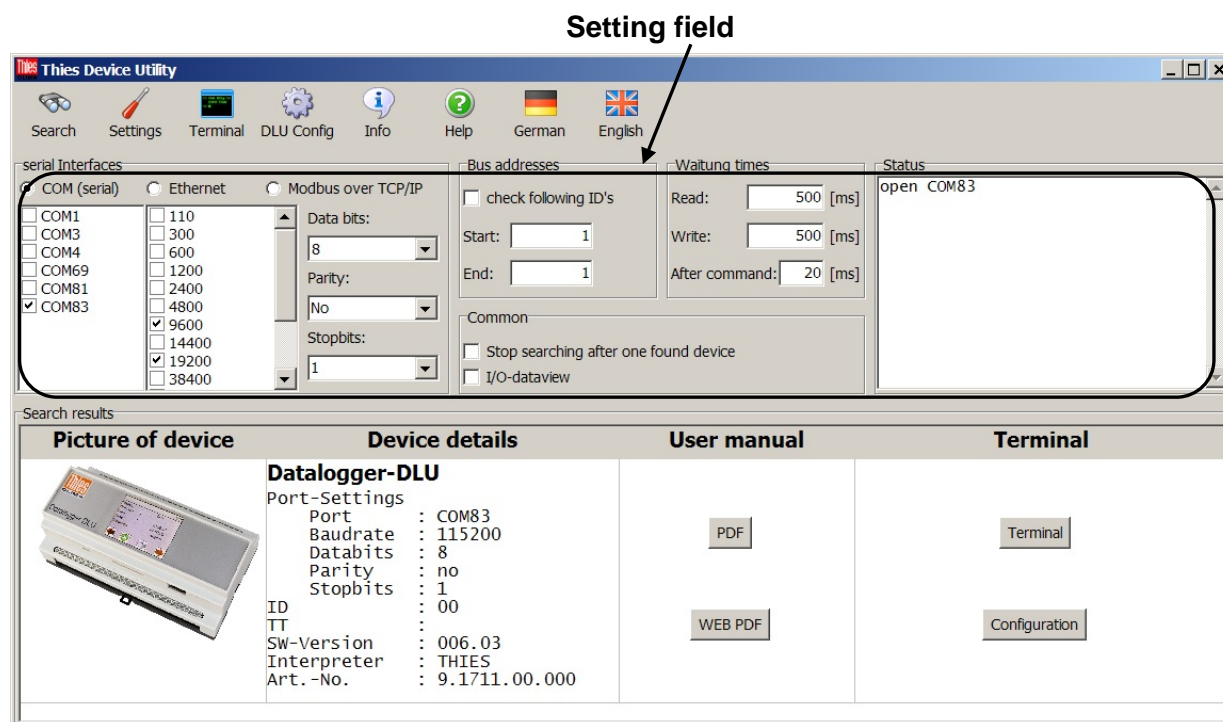 Setting field
Thies Thies Device Utility
Search Settings Terminal DLU Config Info Help German English
serial Interfaces
COM (serial) Ethernet Modbus over TCP/IP
COM1
COM3
COM4
COM69
COM81
COM83
110
300
600
1200
2400
4800
9600
14400
19200
38400
Data bits:
8
Parity:
No
Stopbits:
1
Bus addresses
check following ID's
Start: 1
End: 1
Waitung times
Read: 500 [ms]
Write: 500 [ms]
After command: 20 [ms]
Common
Stop searching after one found device
I/O-dataview
Status
open COM83
Search results
Picture of device Device details User manual Terminal
Thies
Datalogger DLU
Datalogger-DLU
Port-Settings
Port : COM83
Baudrate : 115200
Databits : 8
Parity : no
Stopbits : 1
ID : 00
TT :
SW-Version : 006.03
Interpreter : THIES
Art.-No. : 9.1711.00.000
PDF
WEB PDF
Terminal
Configuration